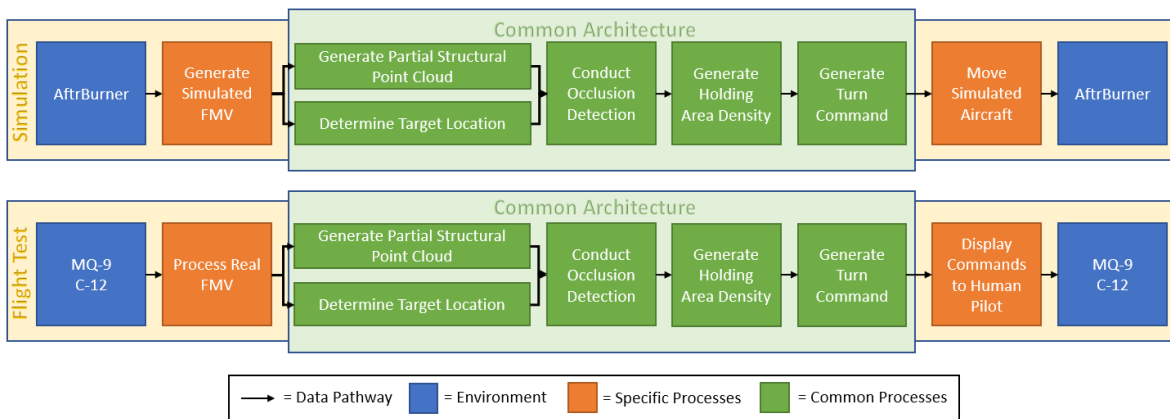 Simulation
Common Architecture
AftrBurner
Generate
Simulated
FMV
Generate Partial Structural
Point Cloud
Determine Target Location
Conduct
Occlusion
Detection
Generate
Holding
Area Density
Generate
Turn
Command
Move
Simulated
Aircraft
AftrBurner
Flight Test
Common Architecture
MQ-9
C-12
Process Real
FMV
Generate Partial Structural
Point Cloud
Determine Target Location
Conduct
Occlusion
Detection
Generate
Holding
Area Density
Generate
Turn
Command
Display
Commands
to Human
Pilot
MQ-9
C-12
= Data Pathway
= Environment
= Specific Processes
= Common Processes